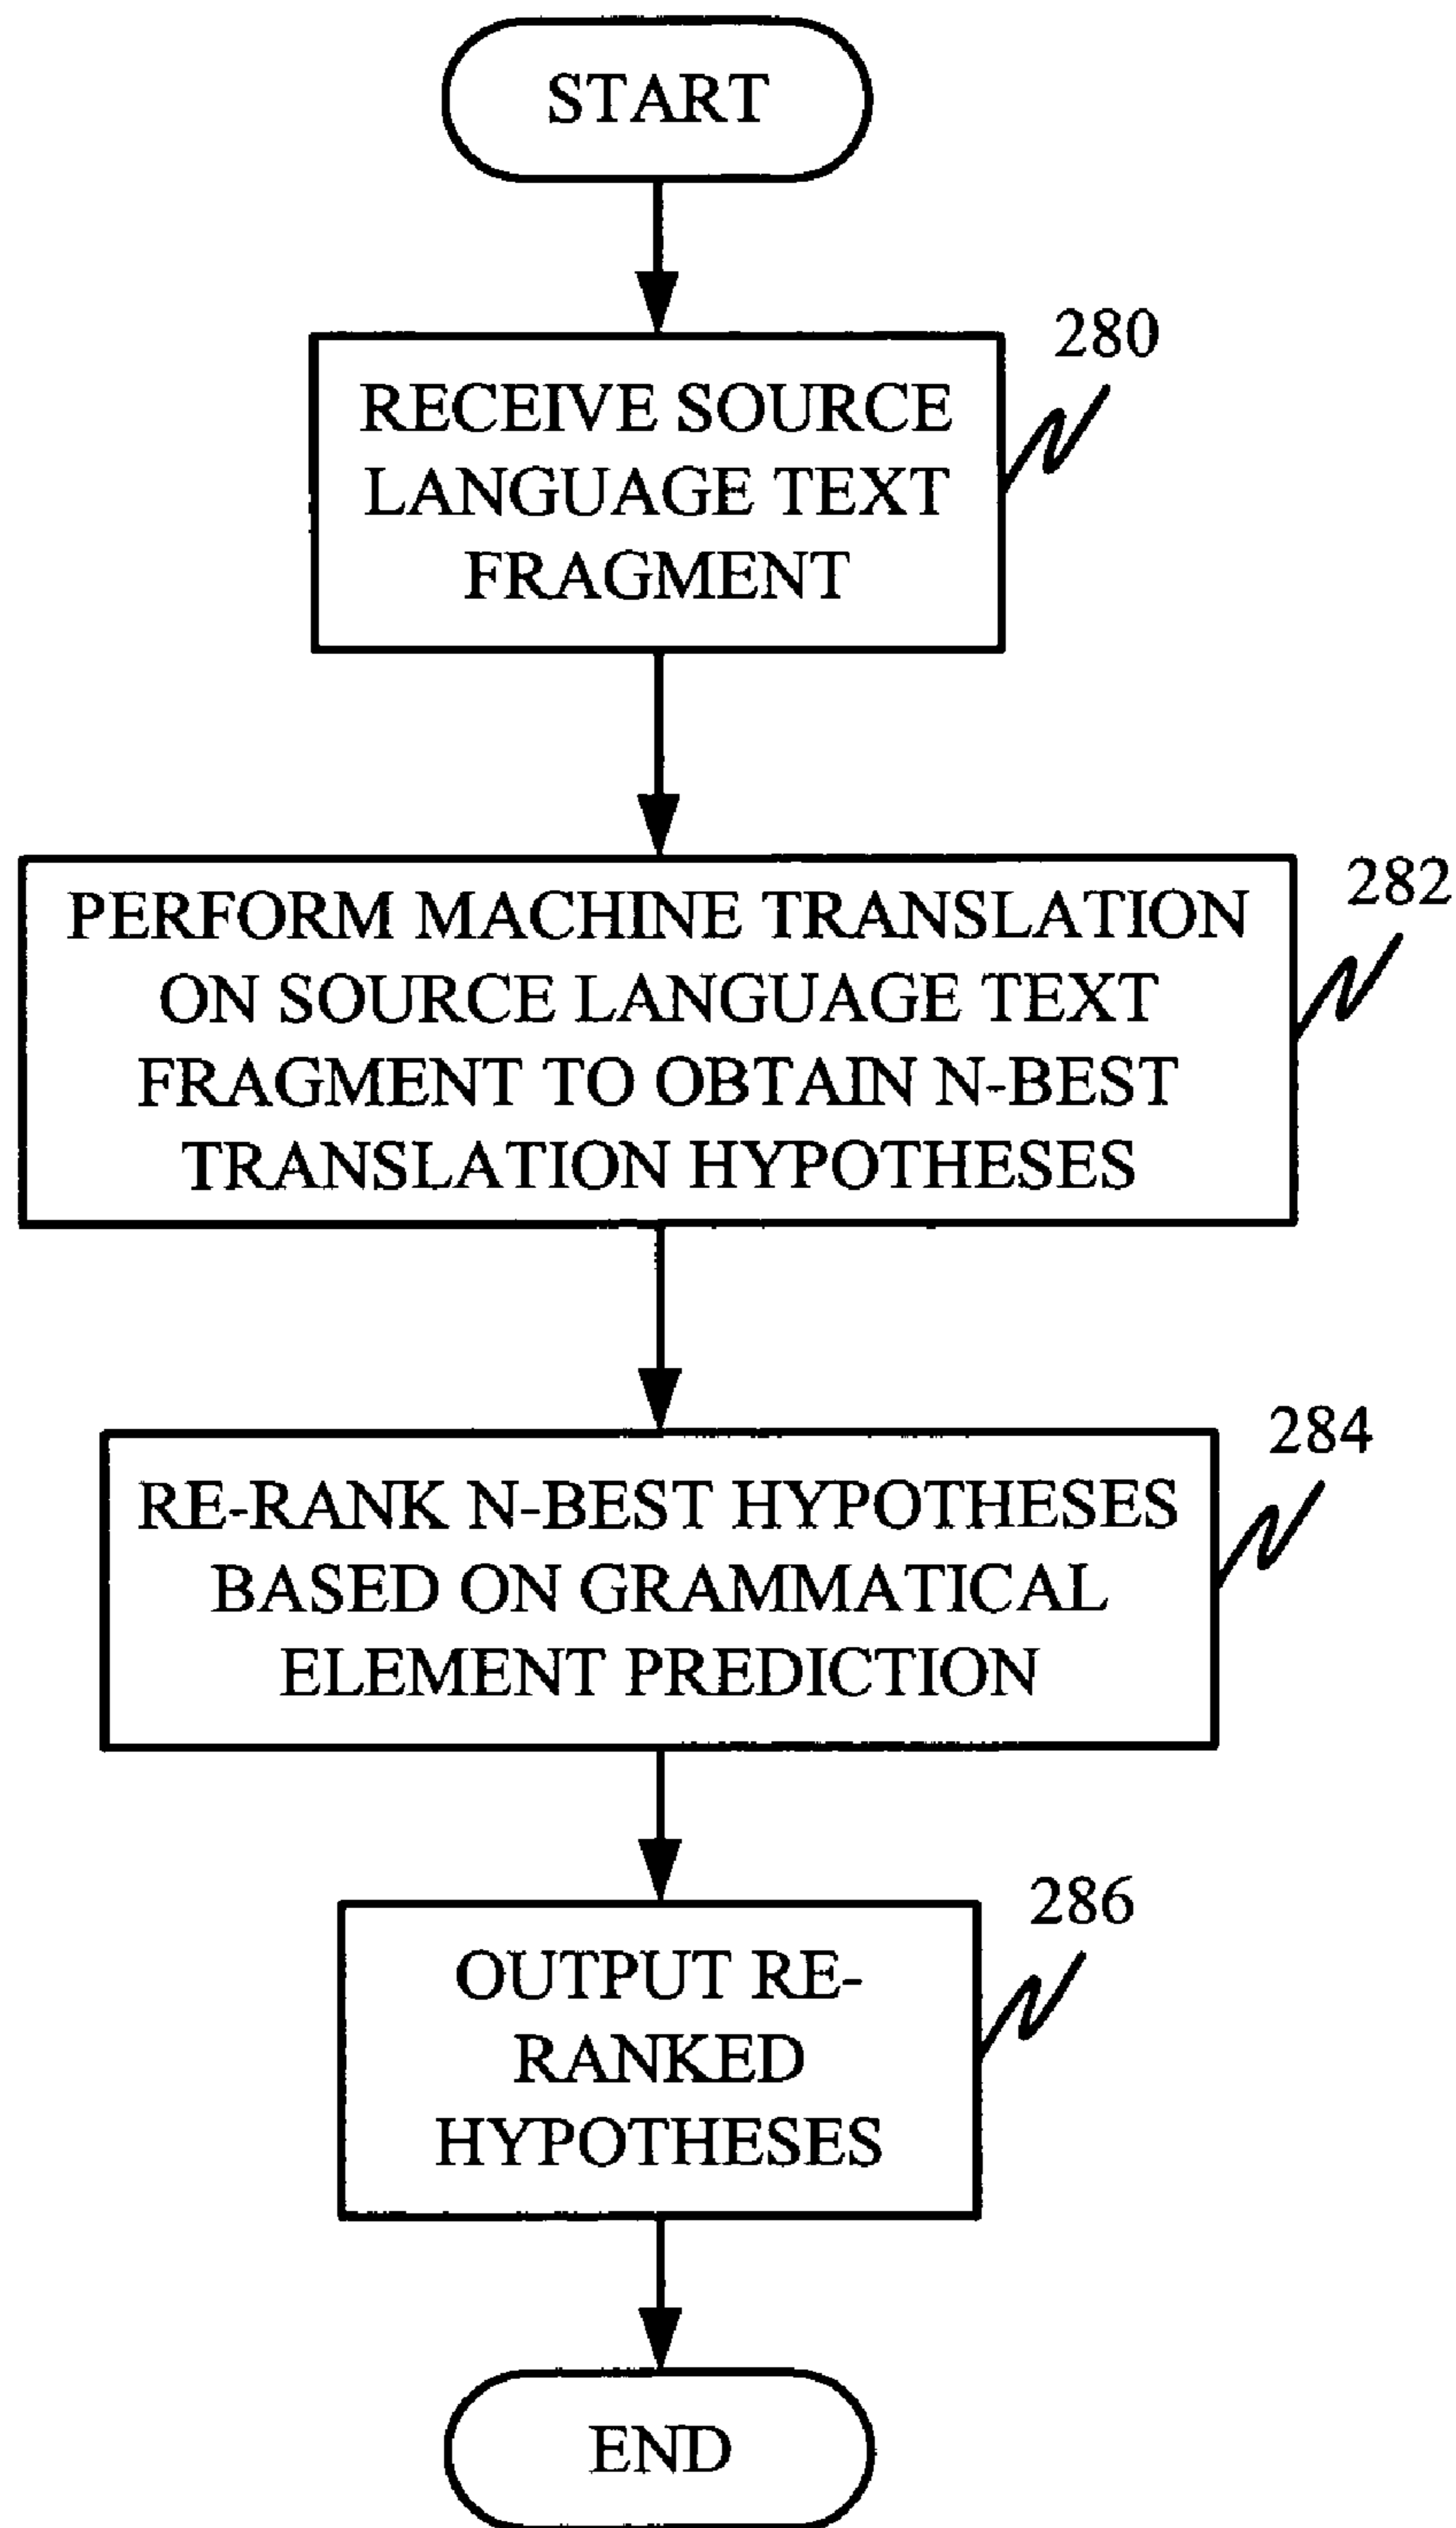 START
280
RECEIVE SOURCE
LANGUAGE TEXT
FRAGMENT
282
PERFORM MACHINE TRANSLATION
ON SOURCE LANGUAGE TEXT
FRAGMENT TO OBTAIN N-BEST
TRANSLATION HYPOTHESES
284
RE-RANK N-BEST HYPOTHESES
BASED ON GRAMMATICAL
ELEMENT PREDICTION
286
OUTPUT RE-
RANKED
HYPOTHESES
END